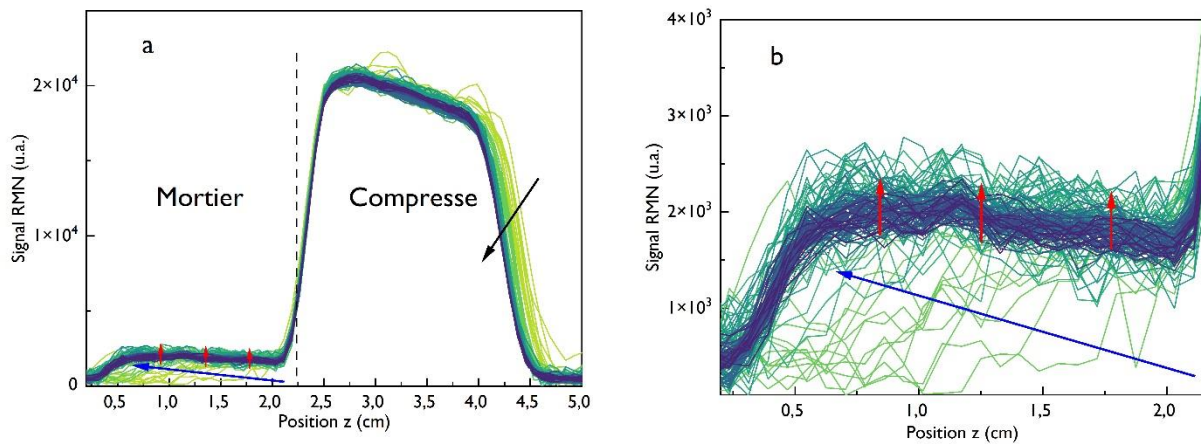 a
Signal RMN (u.a.)
2×10⁴
1×10⁴
0
Mortier
Compresse
0,5 1,0 1,5 2,0 2,5 3,0 3,5 4,0 4,5 5,0
Position z (cm)
b
Signal RMN (u.a.)
4×10³
3×10³
2×10³
1×10³
0,5 1,0 1,5 2,0
Position z (cm)